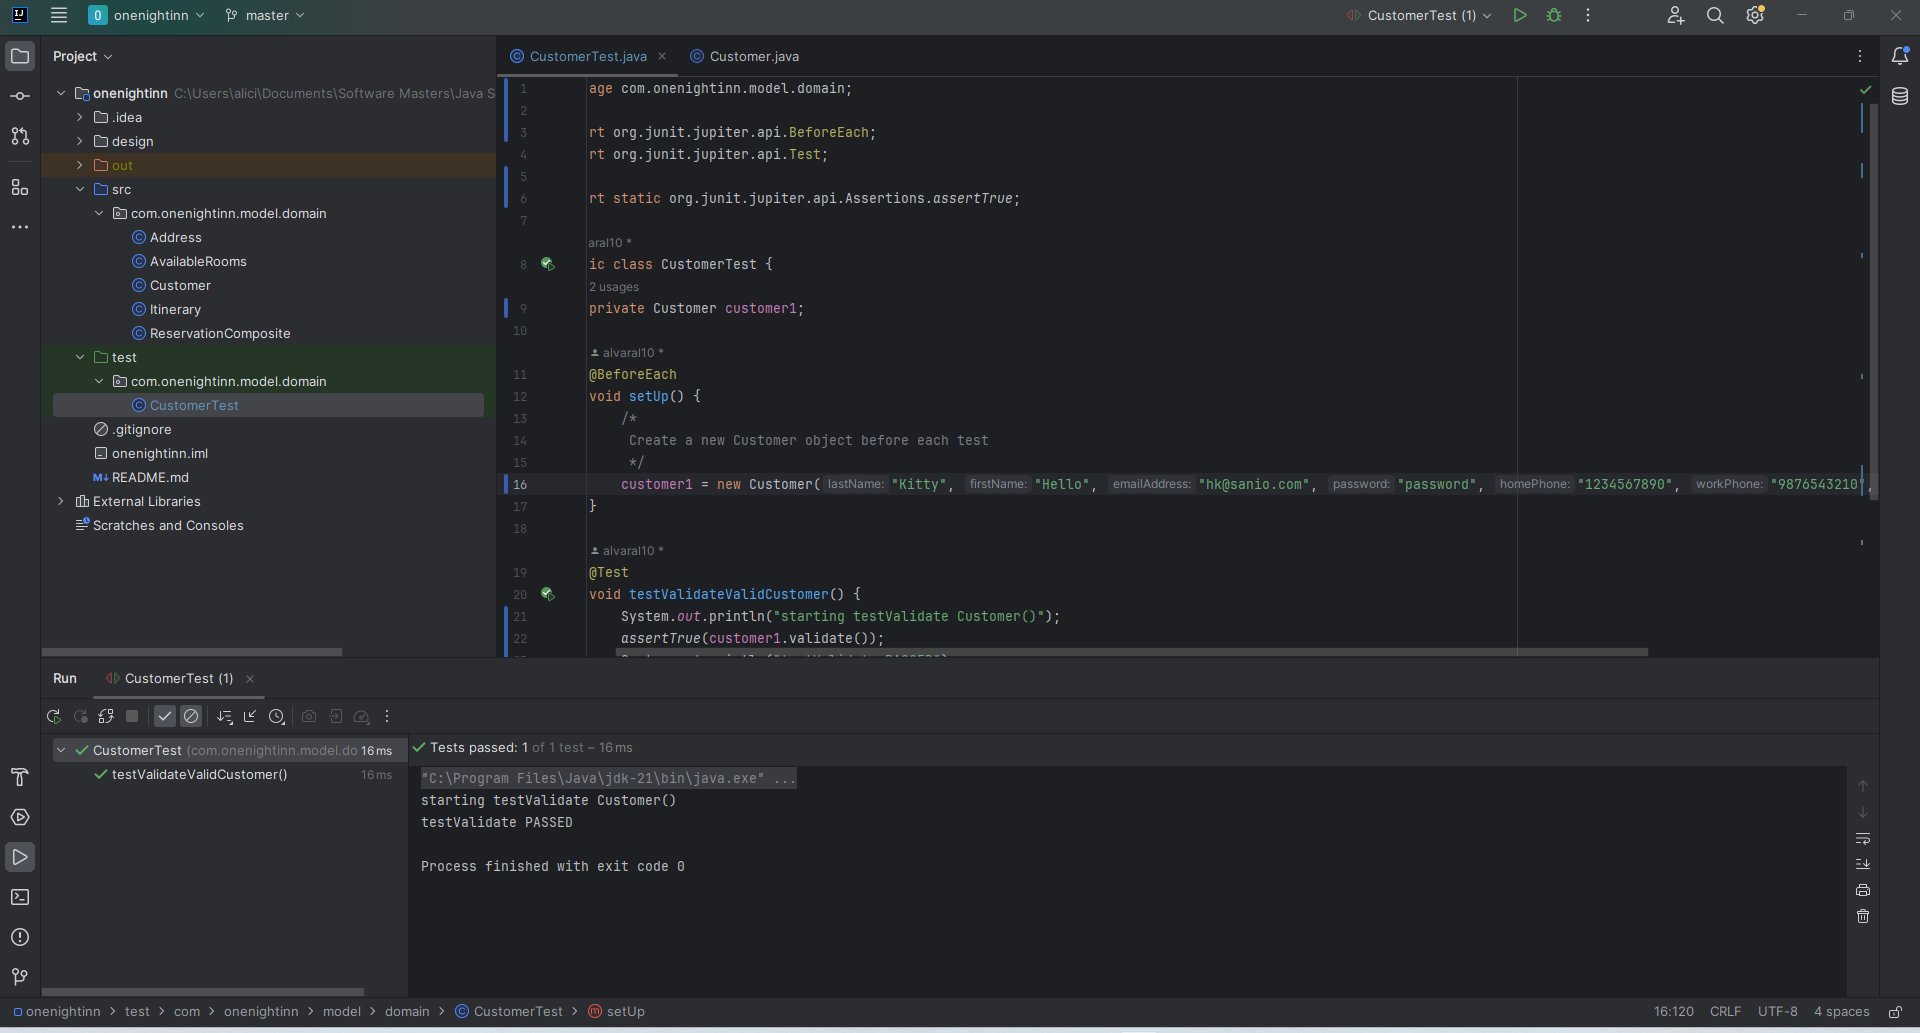 onenightinn master CustomerTest (1)
Project
CustomerTest.java Customer.java
onenightinn C:\Users\alici\Documents\Software Masters\Java S
.idea
design
out
src
com.onenightinn.model.domain
Address
AvailableRooms
Customer
Itinerary
ReservationComposite
test
com.onenightinn.model.domain
CustomerTest
.gitignore
onenightinn.iml
README.md
External Libraries
Scratches and Consoles
1 age com.onenightinn.model.domain;
2
3 rt org.junit.jupiter.api.BeforeEach;
4 rt org.junit.jupiter.api.Test;
5
6 rt static org.junit.jupiter.api.Assertions.assertTrue;
7
aral10 *
8 ic class CustomerTest {
2 usages
9 private Customer customer1;
10
alvaral10 *
11 @BeforeEach
12 void setUp() {
13 /*
14 Create a new Customer object before each test
15 */
16 customer1 = new Customer( lastName: "Kitty", firstName: "Hello", emailAddress: "hk@sanio.com", password: "password", homePhone: "1234567890", workPhone: "9876543210",
17 }
18
alvaral10 *
19 @Test
20 void testValidateValidCustomer() {
21 System.out.println("starting testValidate Customer()");
22 assertTrue(customer1.validate());
Run CustomerTest (1)
CustomerTest (com.onenightinn.model.do 16 ms
testValidateValidCustomer() 16 ms
Tests passed: 1 of 1 test – 16 ms
"C:\Program Files\Java\jdk-21\bin\java.exe" ...
starting testValidate Customer()
testValidate PASSED
Process finished with exit code 0
onenightinn > test > com > onenightinn > model > domain > CustomerTest > setUp
16:120 CRLF UTF-8 4 spaces